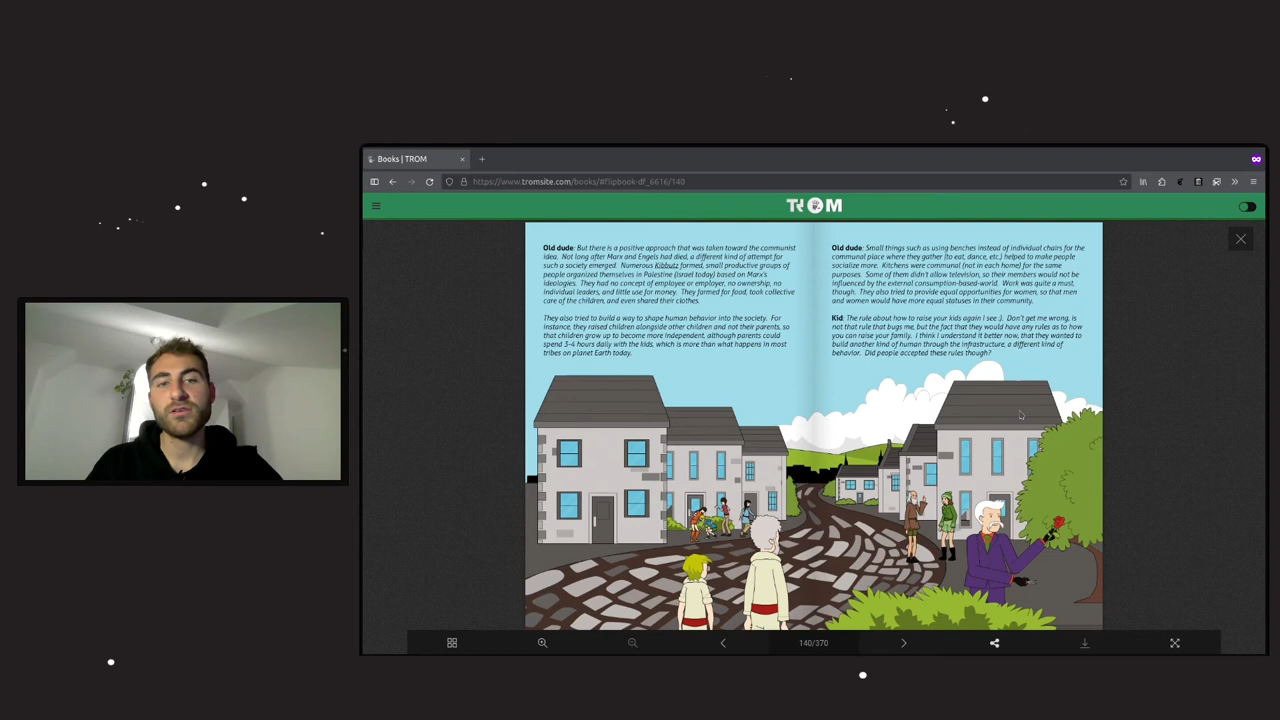 Books | TROM
https://www.tromsite.com/books/#flipbook-df_6616/140
TROM
Old dude: But there is a positive approach that was taken toward the communist
idea. Not long after Marx and Engels had died, a different kind of attempt for
such a society emerged. Numerous Kibbutz formed, small productive groups of
people organized themselves in Palestine (Israel today) based on Marx's
ideologies. They had no concept of employee or employer, no ownership, no
individual leaders, and little use for money. They farmed for food, took collective
care of the children, and even shared their clothes.
They also tried to build a way to shape human behavior into the society. For
instance, they raised children alongside other children and not their parents, so
that children grow up to become more independent, although parents could
spend 3-4 hours daily with the kids, which is more than what happens in most
tribes on planet Earth today.
Old dude: Small things such as using benches instead of individual chairs for the
communal place where they gather (to eat, dance, etc.) helped to make people
socialize more. Kitchens were communal (not in each home) for the same
purposes. Some of them didn't allow television, so their members would not be
influenced by the external consumption-based-world. Work was quite a must,
though. They also tried to provide equal opportunities for women, so that men
and women would have more equal statuses in their community.
Kid: The rule about how to raise your kids again I see :). Don't get me wrong, is
not that rule that bugs me, but the fact that they would have any rules as to how
you can raise your family. I think I understand it better now, that they wanted to
build another kind of human through the infrastructure, a different kind of
behavior. Did people accepted these rules though?
140/370